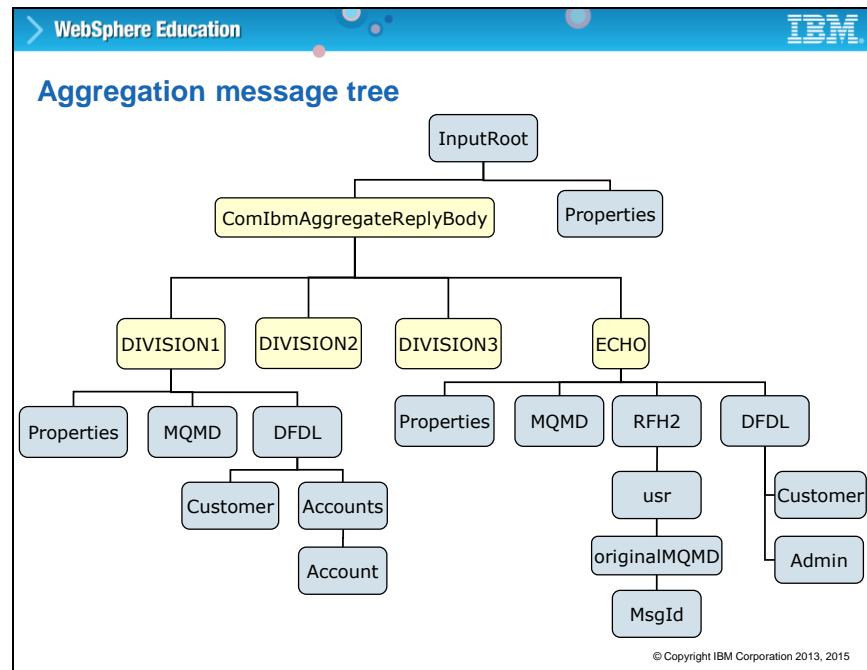 WebSphere Education
IBM
Aggregation message tree
InputRoot
ComIbmAggregateReplyBody
Properties
DIVISION1
DIVISION2
DIVISION3
ECHO
Properties
MQMD
DFDL
Properties
MQMD
RFH2
DFDL
Customer
Accounts
usr
Customer
Account
originalMQMD
Admin
MsgId
© Copyright IBM Corporation 2013, 2015